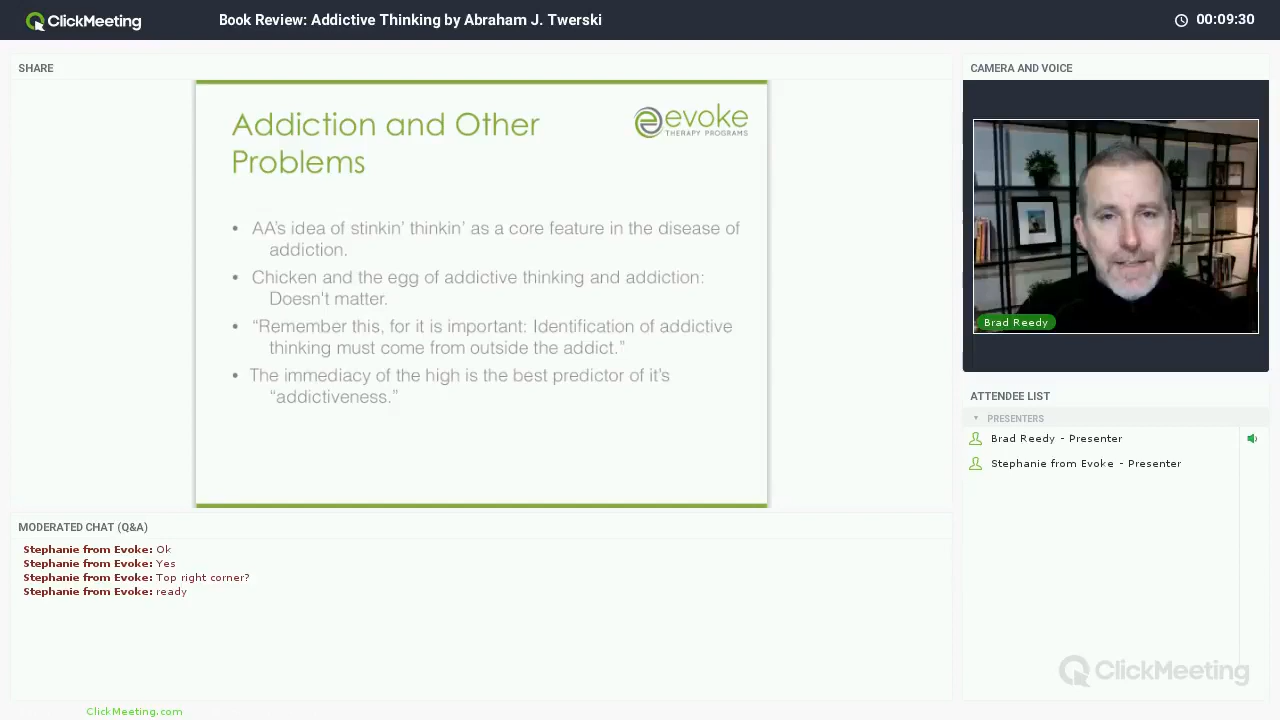 ClickMeeting
Book Review: Addictive Thinking by Abraham J. Twerski
00:09:30
SHARE
Addiction and Other
Problems
evoke
THERAPY PROGRAMS
• AA's idea of stinkin' thinkin' as a core feature in the disease of
addiction.
• Chicken and the egg of addictive thinking and addiction:
Doesn't matter.
• “Remember this, for it is important: Identification of addictive
thinking must come from outside the addict.”
• The immediacy of the high is the best predictor of it's
“addictiveness.”
CAMERA AND VOICE
Brad Reedy
ATTENDEE LIST
PRESENTERS
Brad Reedy - Presenter
Stephanie from Evoke - Presenter
MODERATED CHAT (Q&A)
Stephanie from Evoke: Ok
Stephanie from Evoke: Yes
Stephanie from Evoke: Top right corner?
Stephanie from Evoke: ready
ClickMeeting
ClickMeeting.com